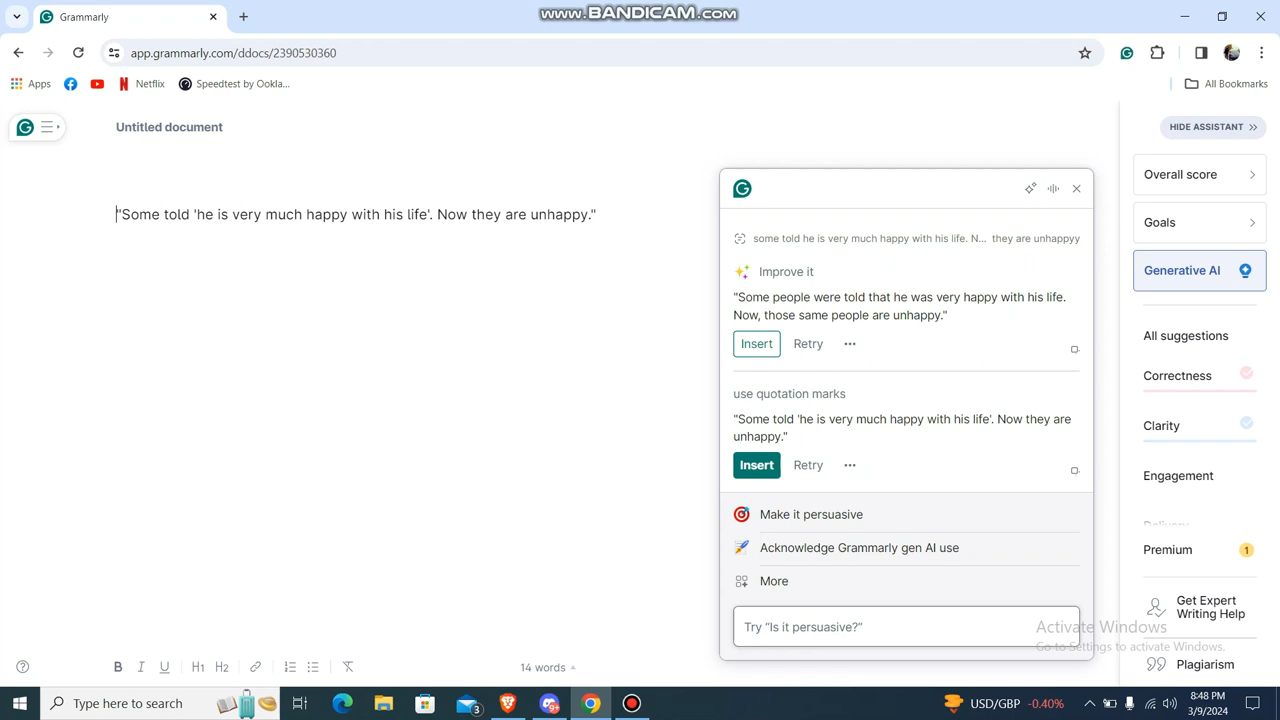 www.BANDICAM.com
Grammarly
app.grammarly.com/ddocs/2390530360
Apps
Netflix
Speedtest by Ookla...
All Bookmarks
Untitled document
HIDE ASSISTANT
"Some told 'he is very much happy with his life'. Now they are unhappy."
some told he is very much happy with his life. N... they are unhappyy
Improve it
"Some people were told that he was very happy with his life.
Now, those same people are unhappy."
Insert
Retry
use quotation marks
"Some told 'he is very much happy with his life'. Now they are
unhappy."
Insert
Retry
Make it persuasive
Acknowledge Grammarly gen AI use
More
Try "Is it persuasive?"
Overall score
Goals
Generative AI
All suggestions
Correctness
Clarity
Engagement
Delivery
Premium
1
Get Expert
Writing Help
Plagiarism
Activate Windows
Go to Settings to activate Windows.
B I U H1 H2
14 words
Type here to search
3
USD/GBP -0.40%
8:48 PM
3/9/2024